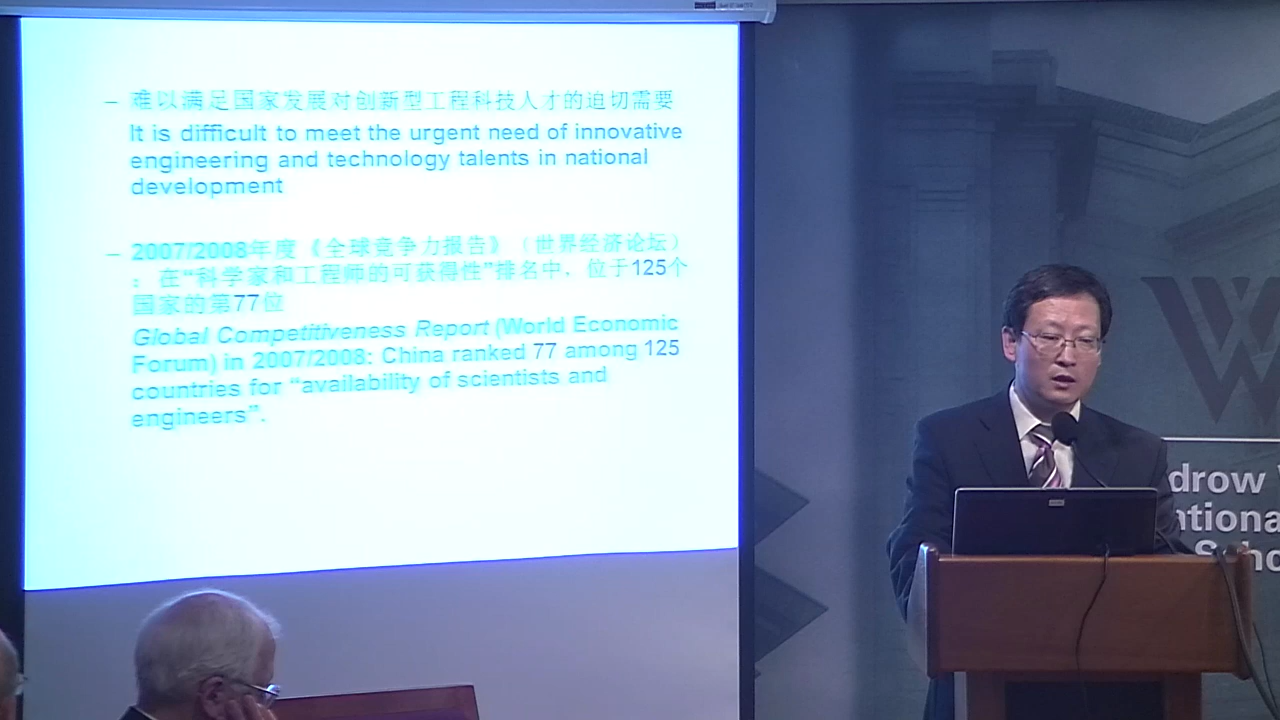 – 难以满足国家发展对创新型工程科技人才的迫切需要
It is difficult to meet the urgent need of innovative
engineering and technology talents in national
development
– 2007/2008年度《全球竞争力报告》（世界经济论坛）
：在“科学家和工程师的可获得性”排名中，位于125个
国家的第77位
Global Competitiveness Report (World Economic
Forum) in 2007/2008: China ranked 77 among 125
countries for “availability of scientists and
engineers”.
W
drow
ationa
Scho